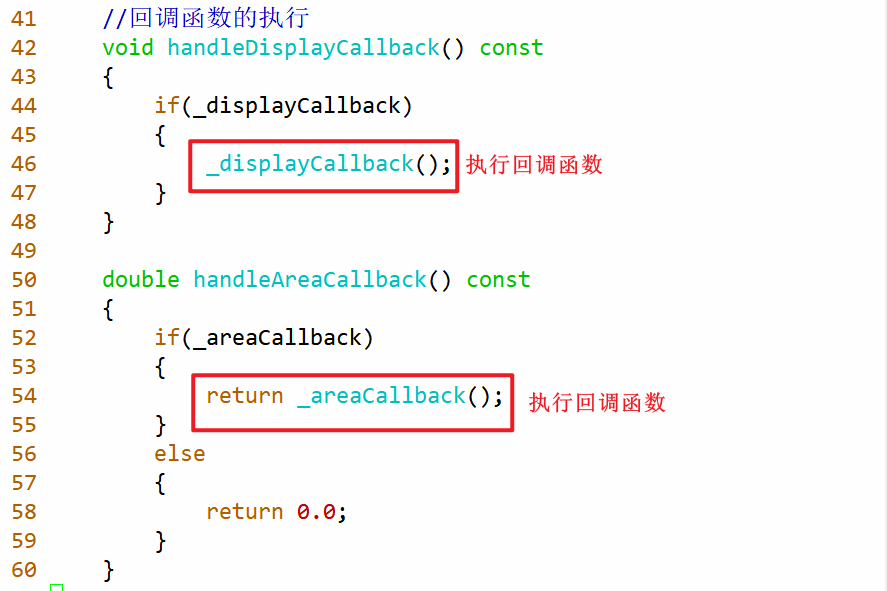 41 //回调函数的执行
42 void handleDisplayCallback() const
43 {
44 if(_displayCallback)
45 {
46 _displayCallback(); 执行回调函数
47 }
48 }
49
50 double handleAreaCallback() const
51 {
52 if(_areaCallback)
53 {
54 return _areaCallback(); 执行回调函数
55 }
56 else
57 {
58 return 0.0;
59 }
60 }